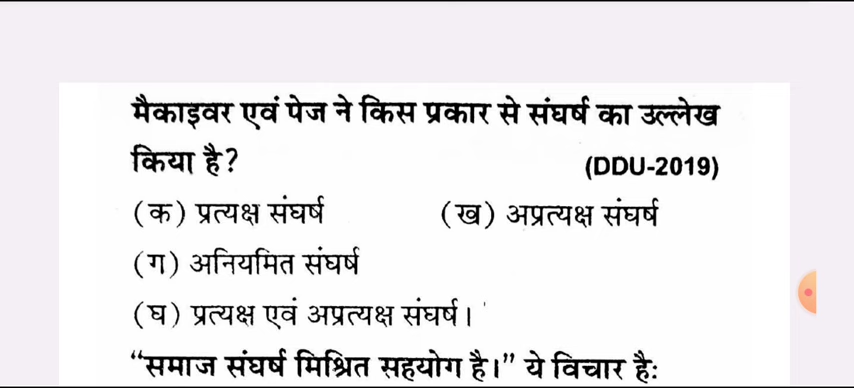 मैकाइवर एवं पेज ने किस प्रकार से संघर्ष का उल्लेख
किया है? (DDU-2019)
(क) प्रत्यक्ष संघर्ष (ख) अप्रत्यक्ष संघर्ष
(ग) अनियमित संघर्ष
(घ) प्रत्यक्ष एवं अप्रत्यक्ष संघर्ष।
“समाज संघर्ष मिश्रित सहयोग है।” ये विचार है: